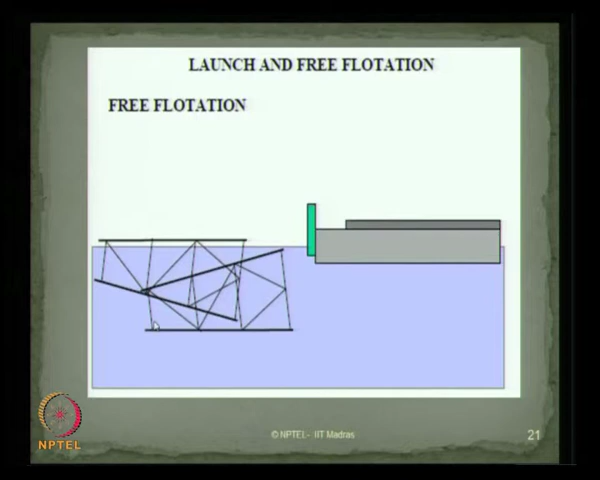 LAUNCH AND FREE FLOTATION
FREE FLOTATION
NPTEL
© NPTEL - IIT Madras
21